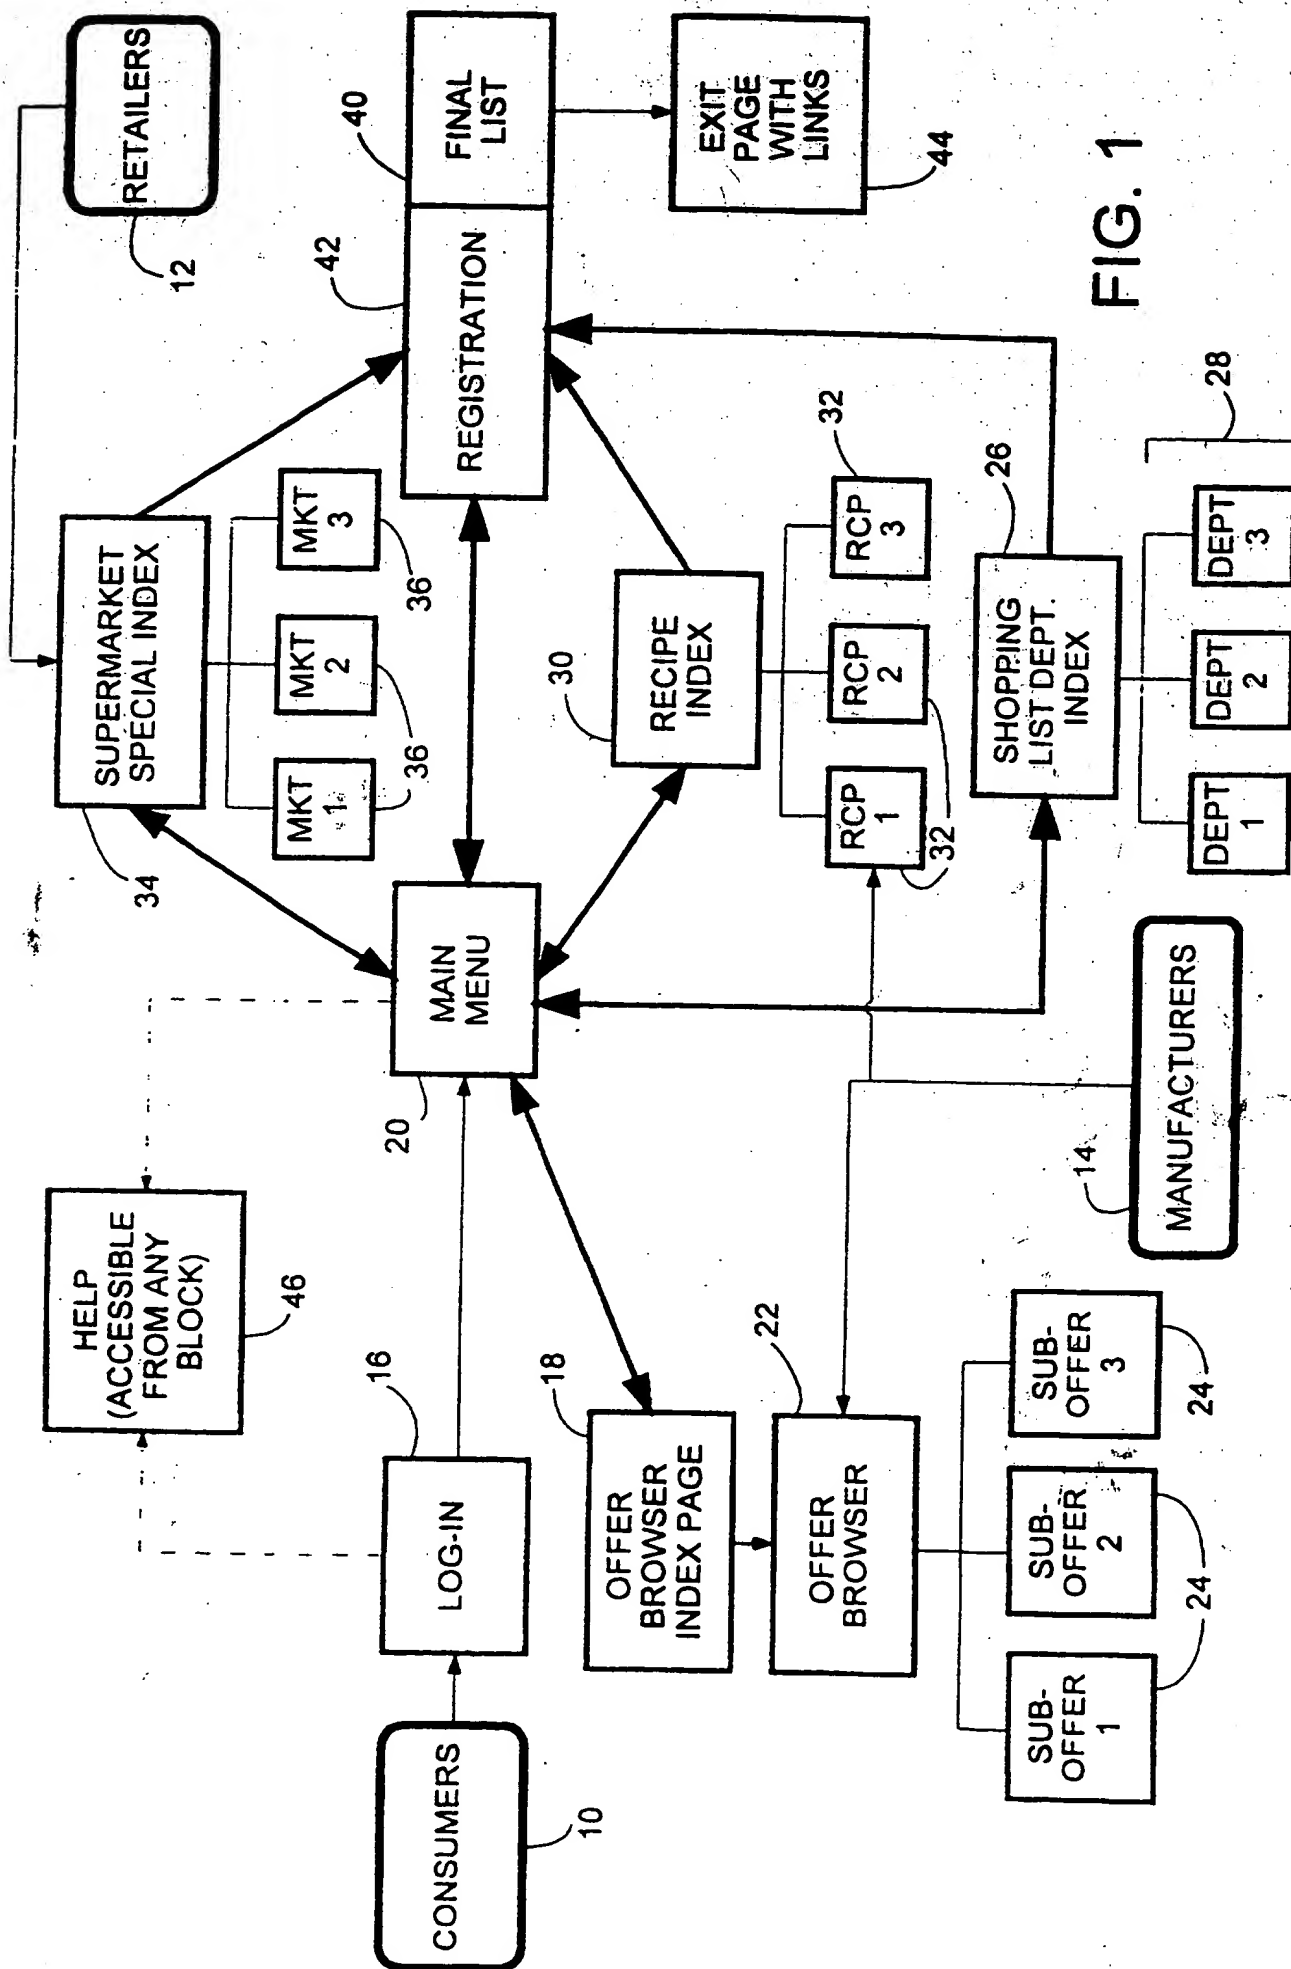 RETAILERS
12
HELP
(ACCESSIBLE
FROM ANY
BLOCK)
46
SUPERMARKET
SPECIAL INDEX
34
MKT
1
MKT
2
MKT
3
36
36
CONSUMERS
10
LOG-IN
16
MAIN
MENU
20
REGISTRATION
42
FINAL
LIST
40
EXIT
PAGE
WITH
LINKS
44
OFFER
BROWSER
INDEX PAGE
18
OFFER
BROWSER
22
SUB-
OFFER
1
SUB-
OFFER
2
SUB-
OFFER
3
24
24
RECIPE
INDEX
30
RCP
1
RCP
2
RCP
3
32
32
32
SHOPPING
LIST DEPT.
INDEX
26
DEPT
1
DEPT
2
DEPT
3
28
MANUFACTURERS
14
FIG. 1